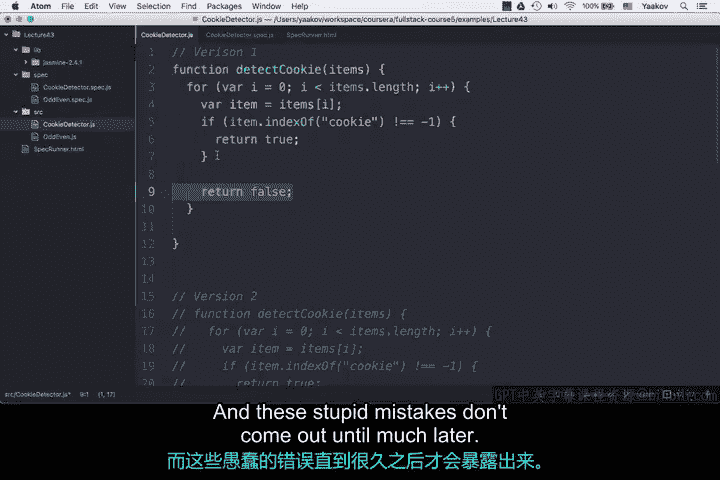 Atom File Edit View Selection Find Packages Window Help 100% Yaakov
CookieDetector.js — /Users/yaakov/workspace/coursera/fullstack-course5/examples/Lecture43
Lecture43
lib
jasmine-2.4.1
spec
CookieDetector.spec.js
OddEven.spec.js
src
CookieDetector.js
OddEven.js
SpecRunner.html
CookieDetector.js CookieDetector.spec.js SpecRunner.html
1 // Verison 1
2 function detectCookie(items) {
3 for (var i = 0; i < items.length; i++) {
4 var item = items[i];
5 if (item.indexOf("cookie") !== -1) {
6 return true;
7 }
8
9 return false;
10 }
11
12 }
13
14
15 // Version 2
16 // function detectCookie(items) {
17 // for (var i = 0; i < items.length; i++) {
18 // var item = items[i];
19 // if (item.indexOf("cookie") !== -1) {
20 // return true;
src/CookieDetector.js* 9:1 (1, 17)
And these stupid mistakes don't
come out until much later.
而这些愚蠢的错误直到很久之后才会暴露出来。